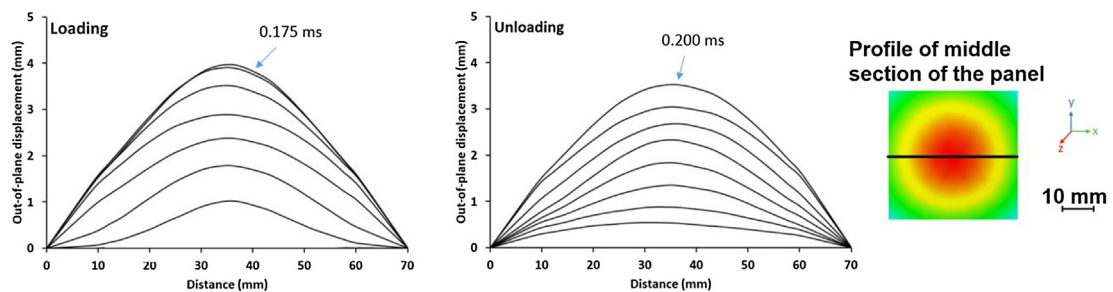 Loading
0.175 ms
Out-of-plane displacement (mm)
5
4
3
2
1
0
0 10 20 30 40 50 60 70
Distance (mm)
Unloading
0.200 ms
Out-of-plane displacement (mm)
5
4
3
2
1
0
0 10 20 30 40 50 60 70
Distance (mm)
Profile of middle
section of the panel
y
x
z
10 mm